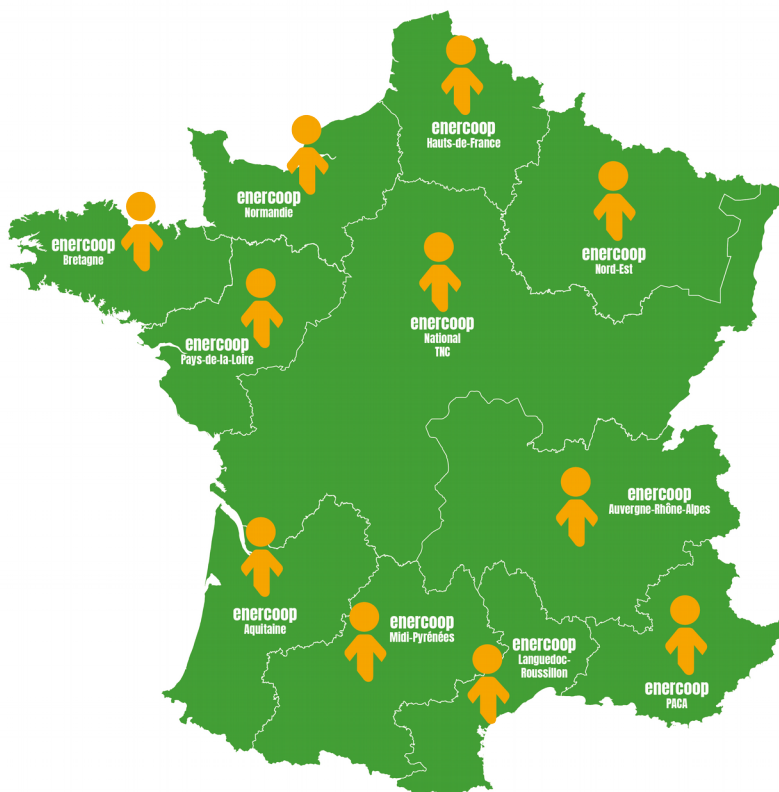 enercoop
Hauts-de-France
enercoop
Normandie
enercoop
Bretagne
enercoop
Nord-Est
enercoop
National
TNC
enercoop
Pays-de-la-Loire
enercoop
Auvergne-Rhône-Alpes
enercoop
Aquitaine
enercoop
Midi-Pyrénées
enercoop
Languedoc-
Roussillon
enercoop
PACA